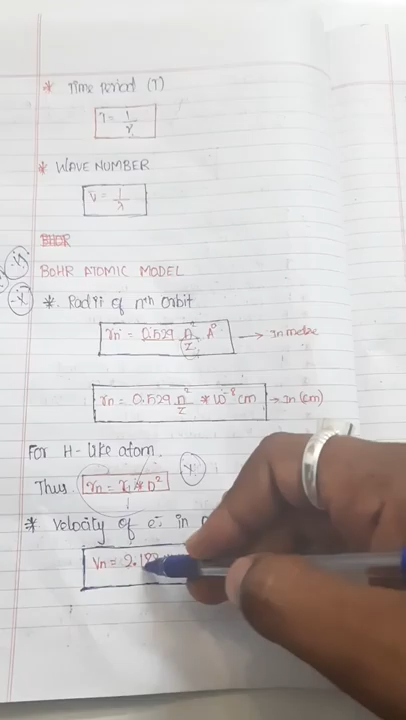 * Time Period (T)
T = 1/ν
* WAVE NUMBER
ν = 1/λ
BOHR ATOMIC MODEL
* Radii of nth orbit
rn = 0.529 n²/Z A° → In metre
rn = 0.529 n²/Z * 10⁻⁸ cm → In (cm)
For H-like atom.
Thus rn = r₁ * n²
* Velocity of e⁻ in
Vn = 2.188